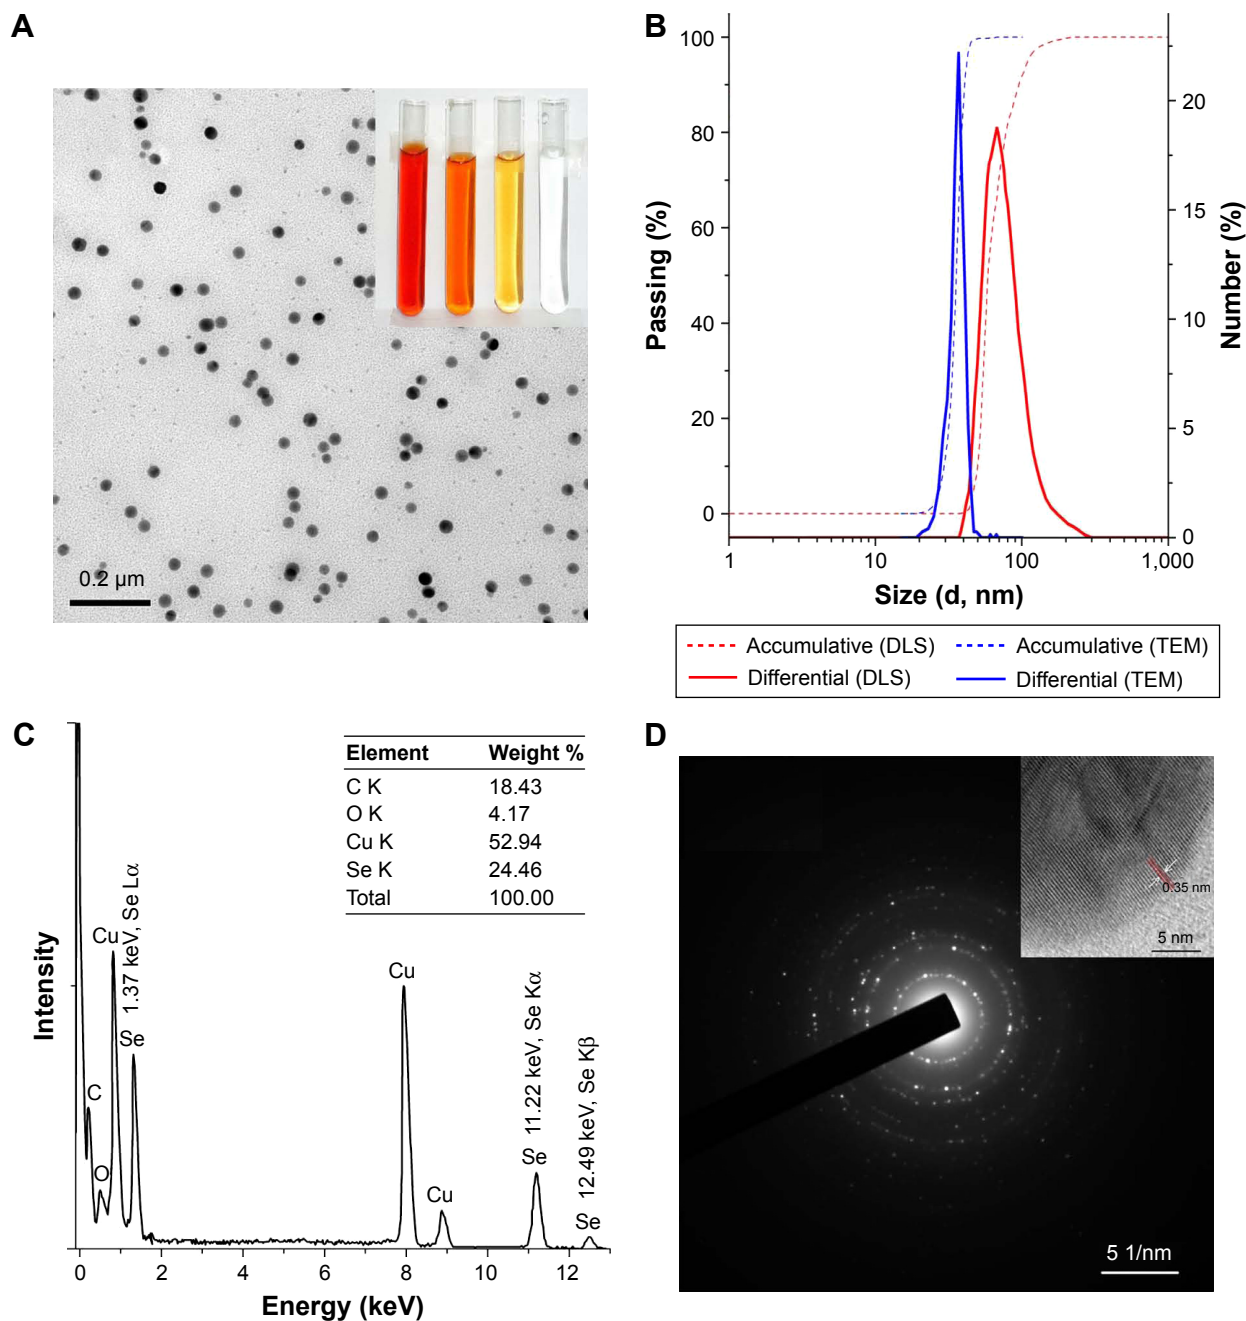 A
0.2 µm
B
100
80
60
40
20
0
Passing (%)
20
15
10
5
0
Number (%)
1
10
100
1,000
Size (d, nm)
Accumulative (DLS)
Accumulative (TEM)
Differential (DLS)
Differential (TEM)
C
Element Weight %
C K 18.43
O K 4.17
Cu K 52.94
Se K 24.46
Total 100.00
Intensity
C
O
Cu
Se
1.37 keV, Se Lα
Cu
Cu
Se
11.22 keV, Se Kα
Se
12.49 keV, Se Kβ
0 2 4 6 8 10 12
Energy (keV)
D
0.35 nm
5 nm
5 1/nm